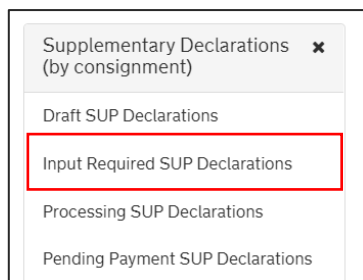 Supplementary Declarations ✖
(by consignment)
Draft SUP Declarations
Input Required SUP Declarations
Processing SUP Declarations
Pending Payment SUP Declarations